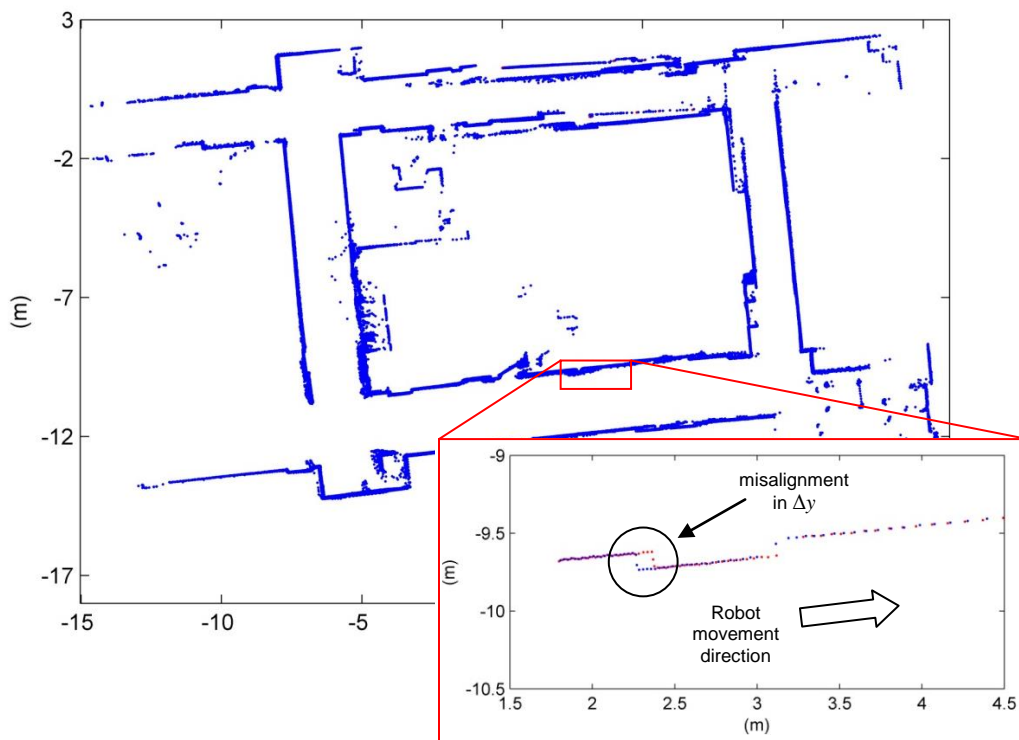 3
-2
-7
-12
-17
(m)
-15
-10
-5
-9
-9.5
-10
-10.5
(m)
misalignment
in Δy
Robot
movement
direction
1.5
2
2.5
3
3.5
4
4.5
(m)